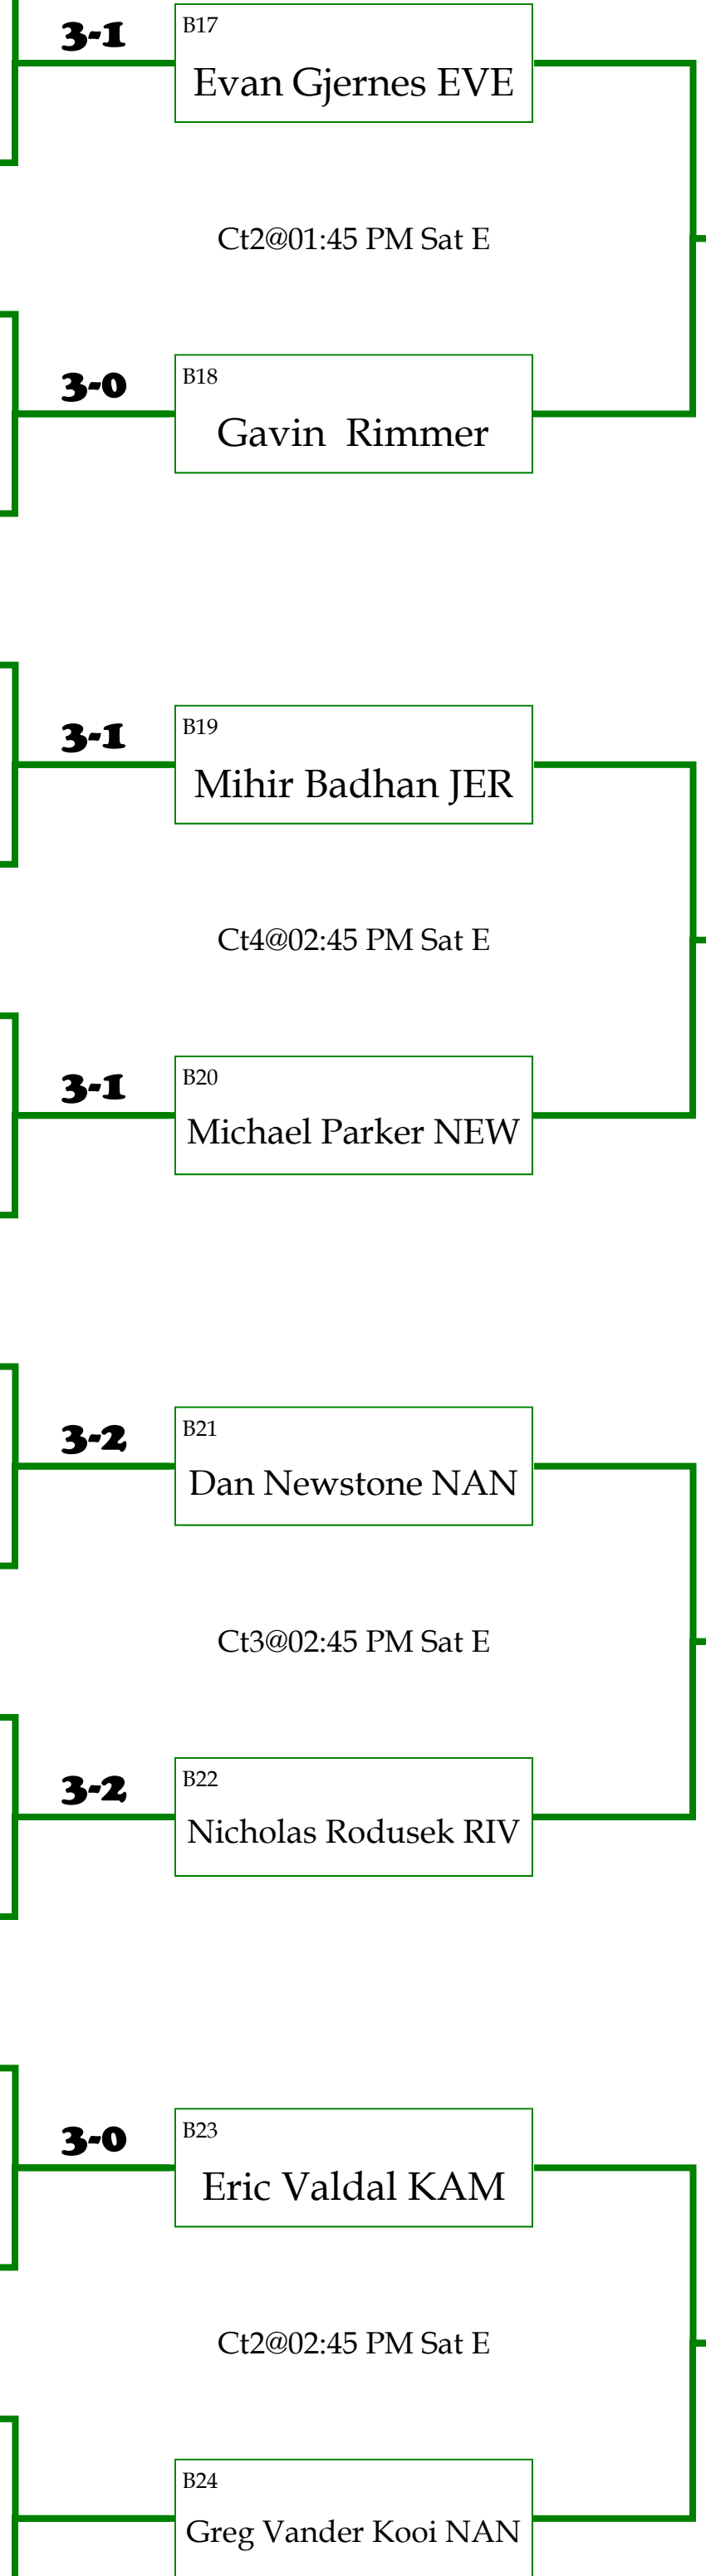 3-1
B17
Evan Gjernes EVE
Ct2@01:45 PM Sat E
3-0
B18
Gavin  Rimmer
3-1
B19
Mihir Badhan JER
Ct4@02:45 PM Sat E
3-1
B20
Michael Parker NEW
3-2
B21
Dan Newstone NAN
Ct3@02:45 PM Sat E
3-2
B22
Nicholas Rodusek RIV
3-0
B23
Eric Valdal KAM
Ct2@02:45 PM Sat E
B24
Greg Vander Kooi NAN